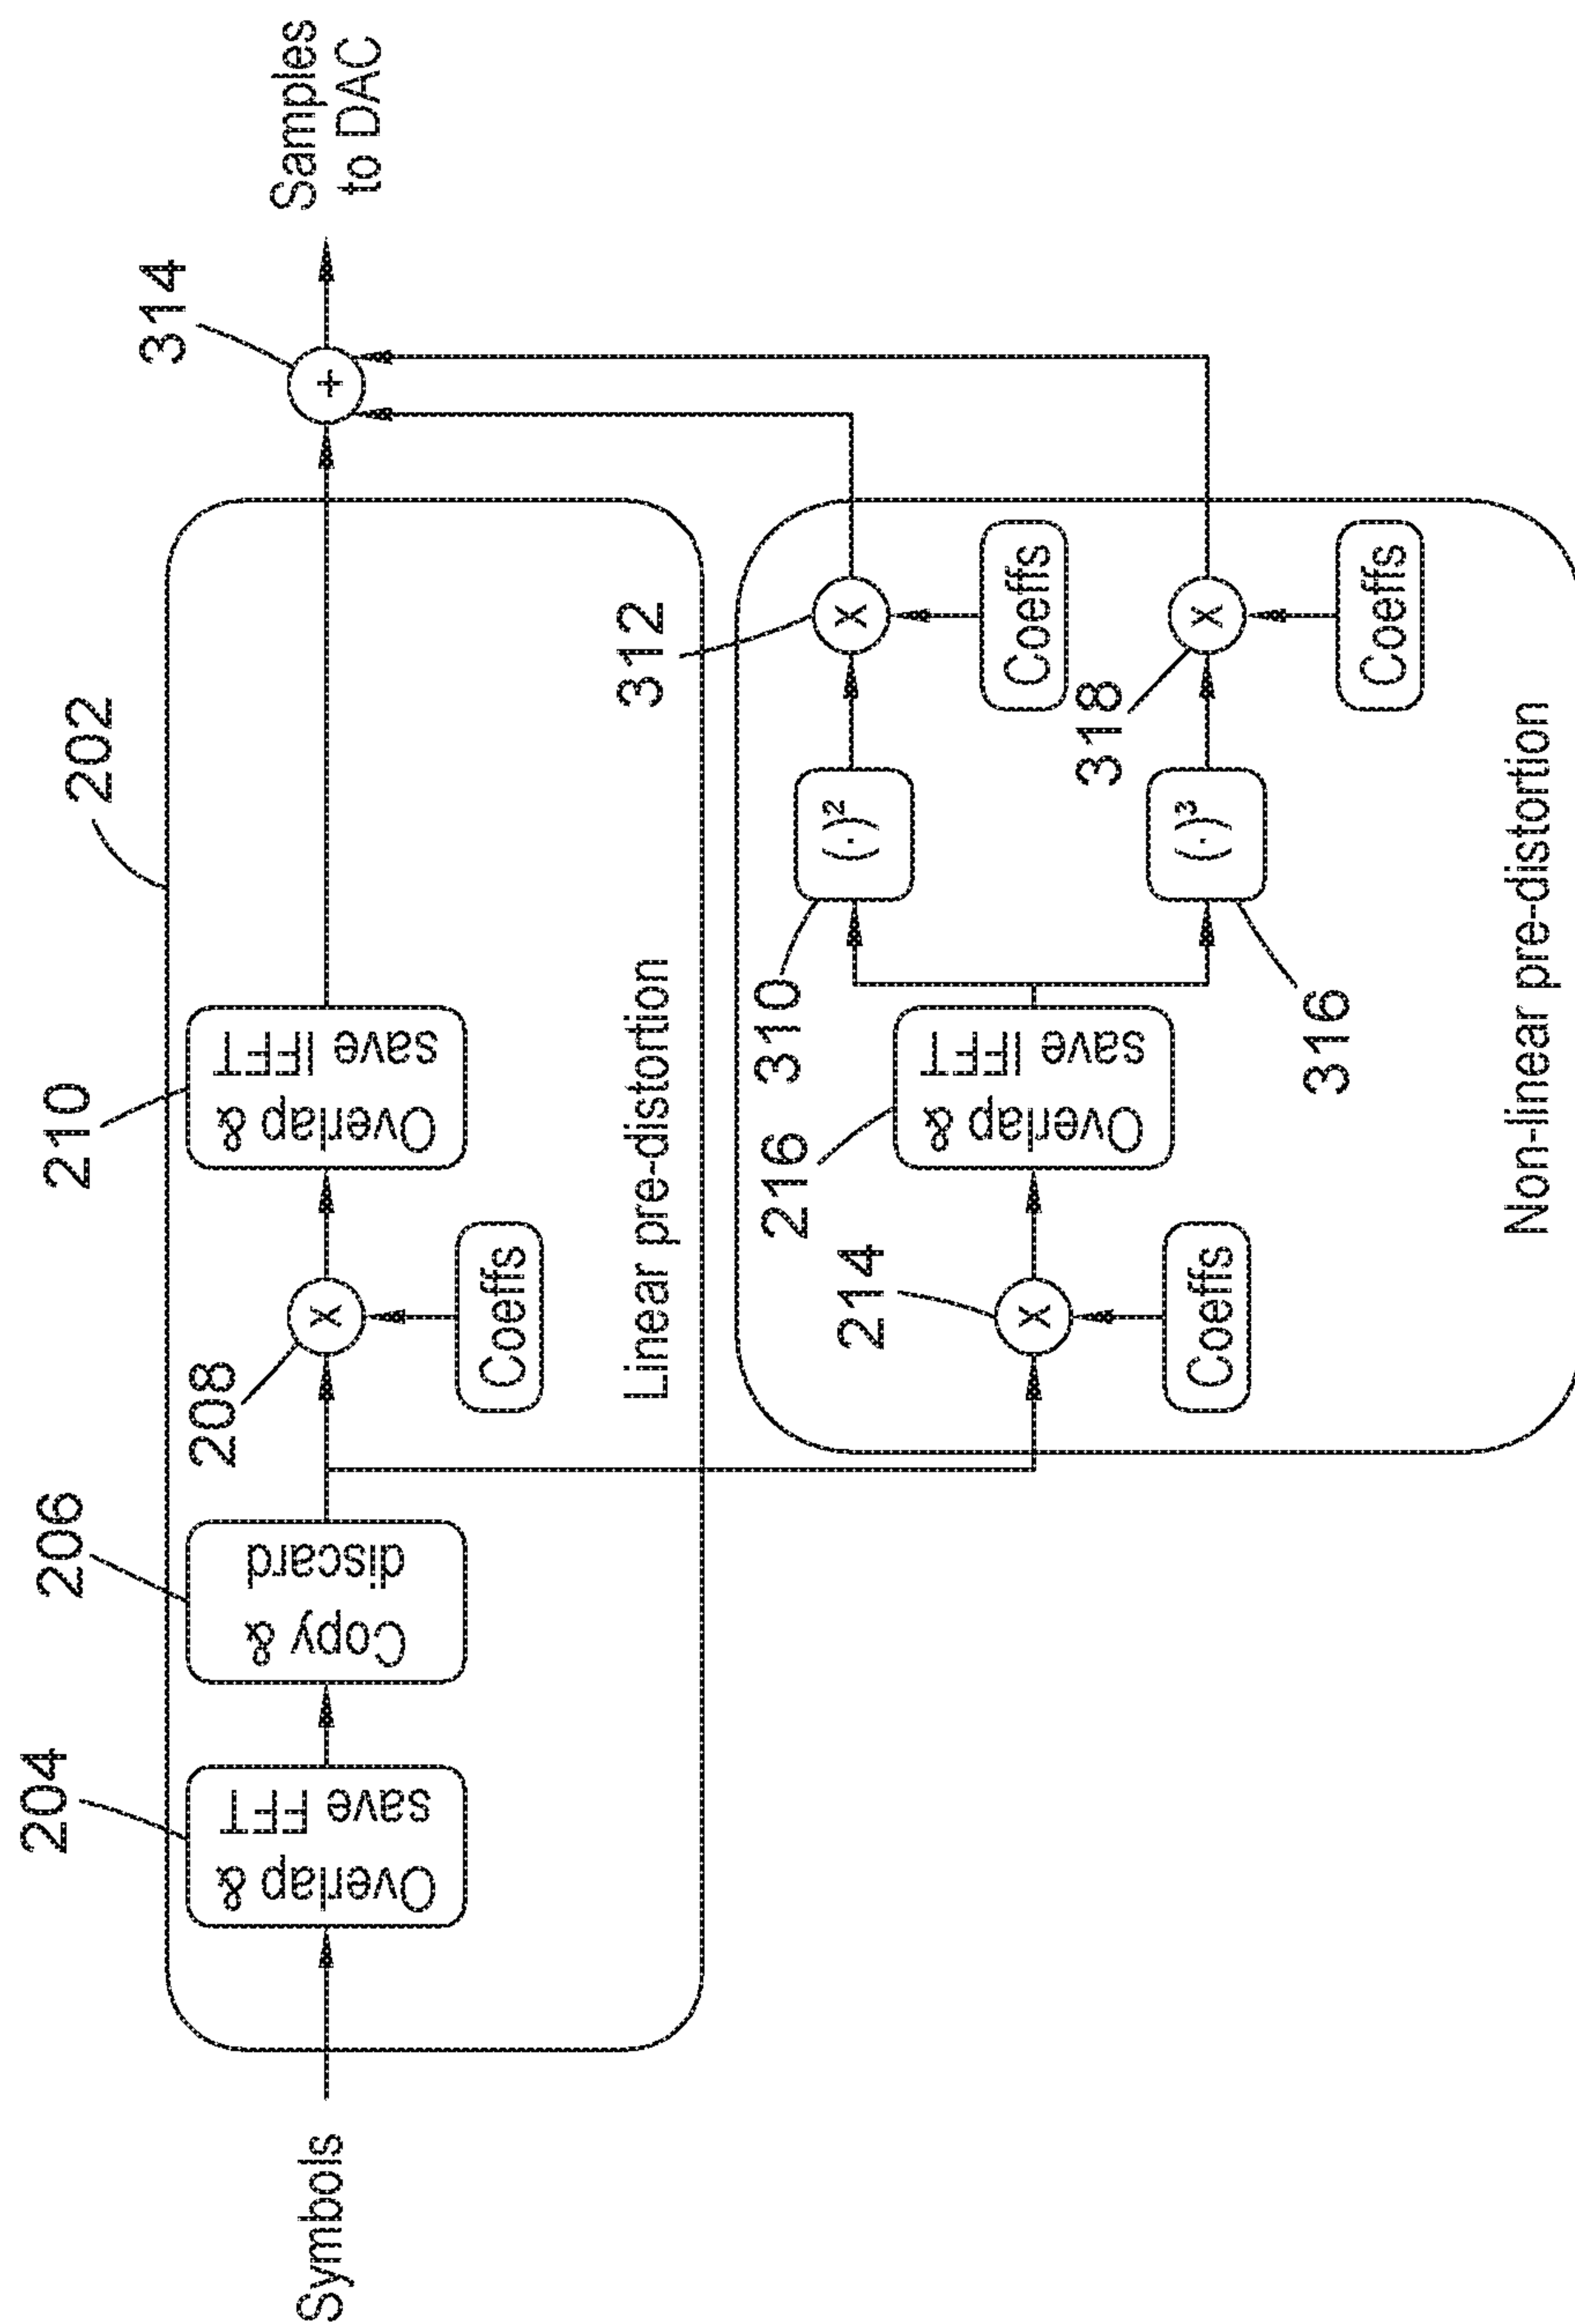 202
204
206
208
210
314
Symbols
Overlap &
save FFT
Copy &
discard
X
Coeffs
Overlap &
save IFFT
+
Samples
to DAC
Linear pre-distortion
214
216
310
312
X
Coeffs
Overlap &
save IFFT
(·)²
X
Coeffs
316
318
(·)³
X
Coeffs
Non-linear pre-distortion